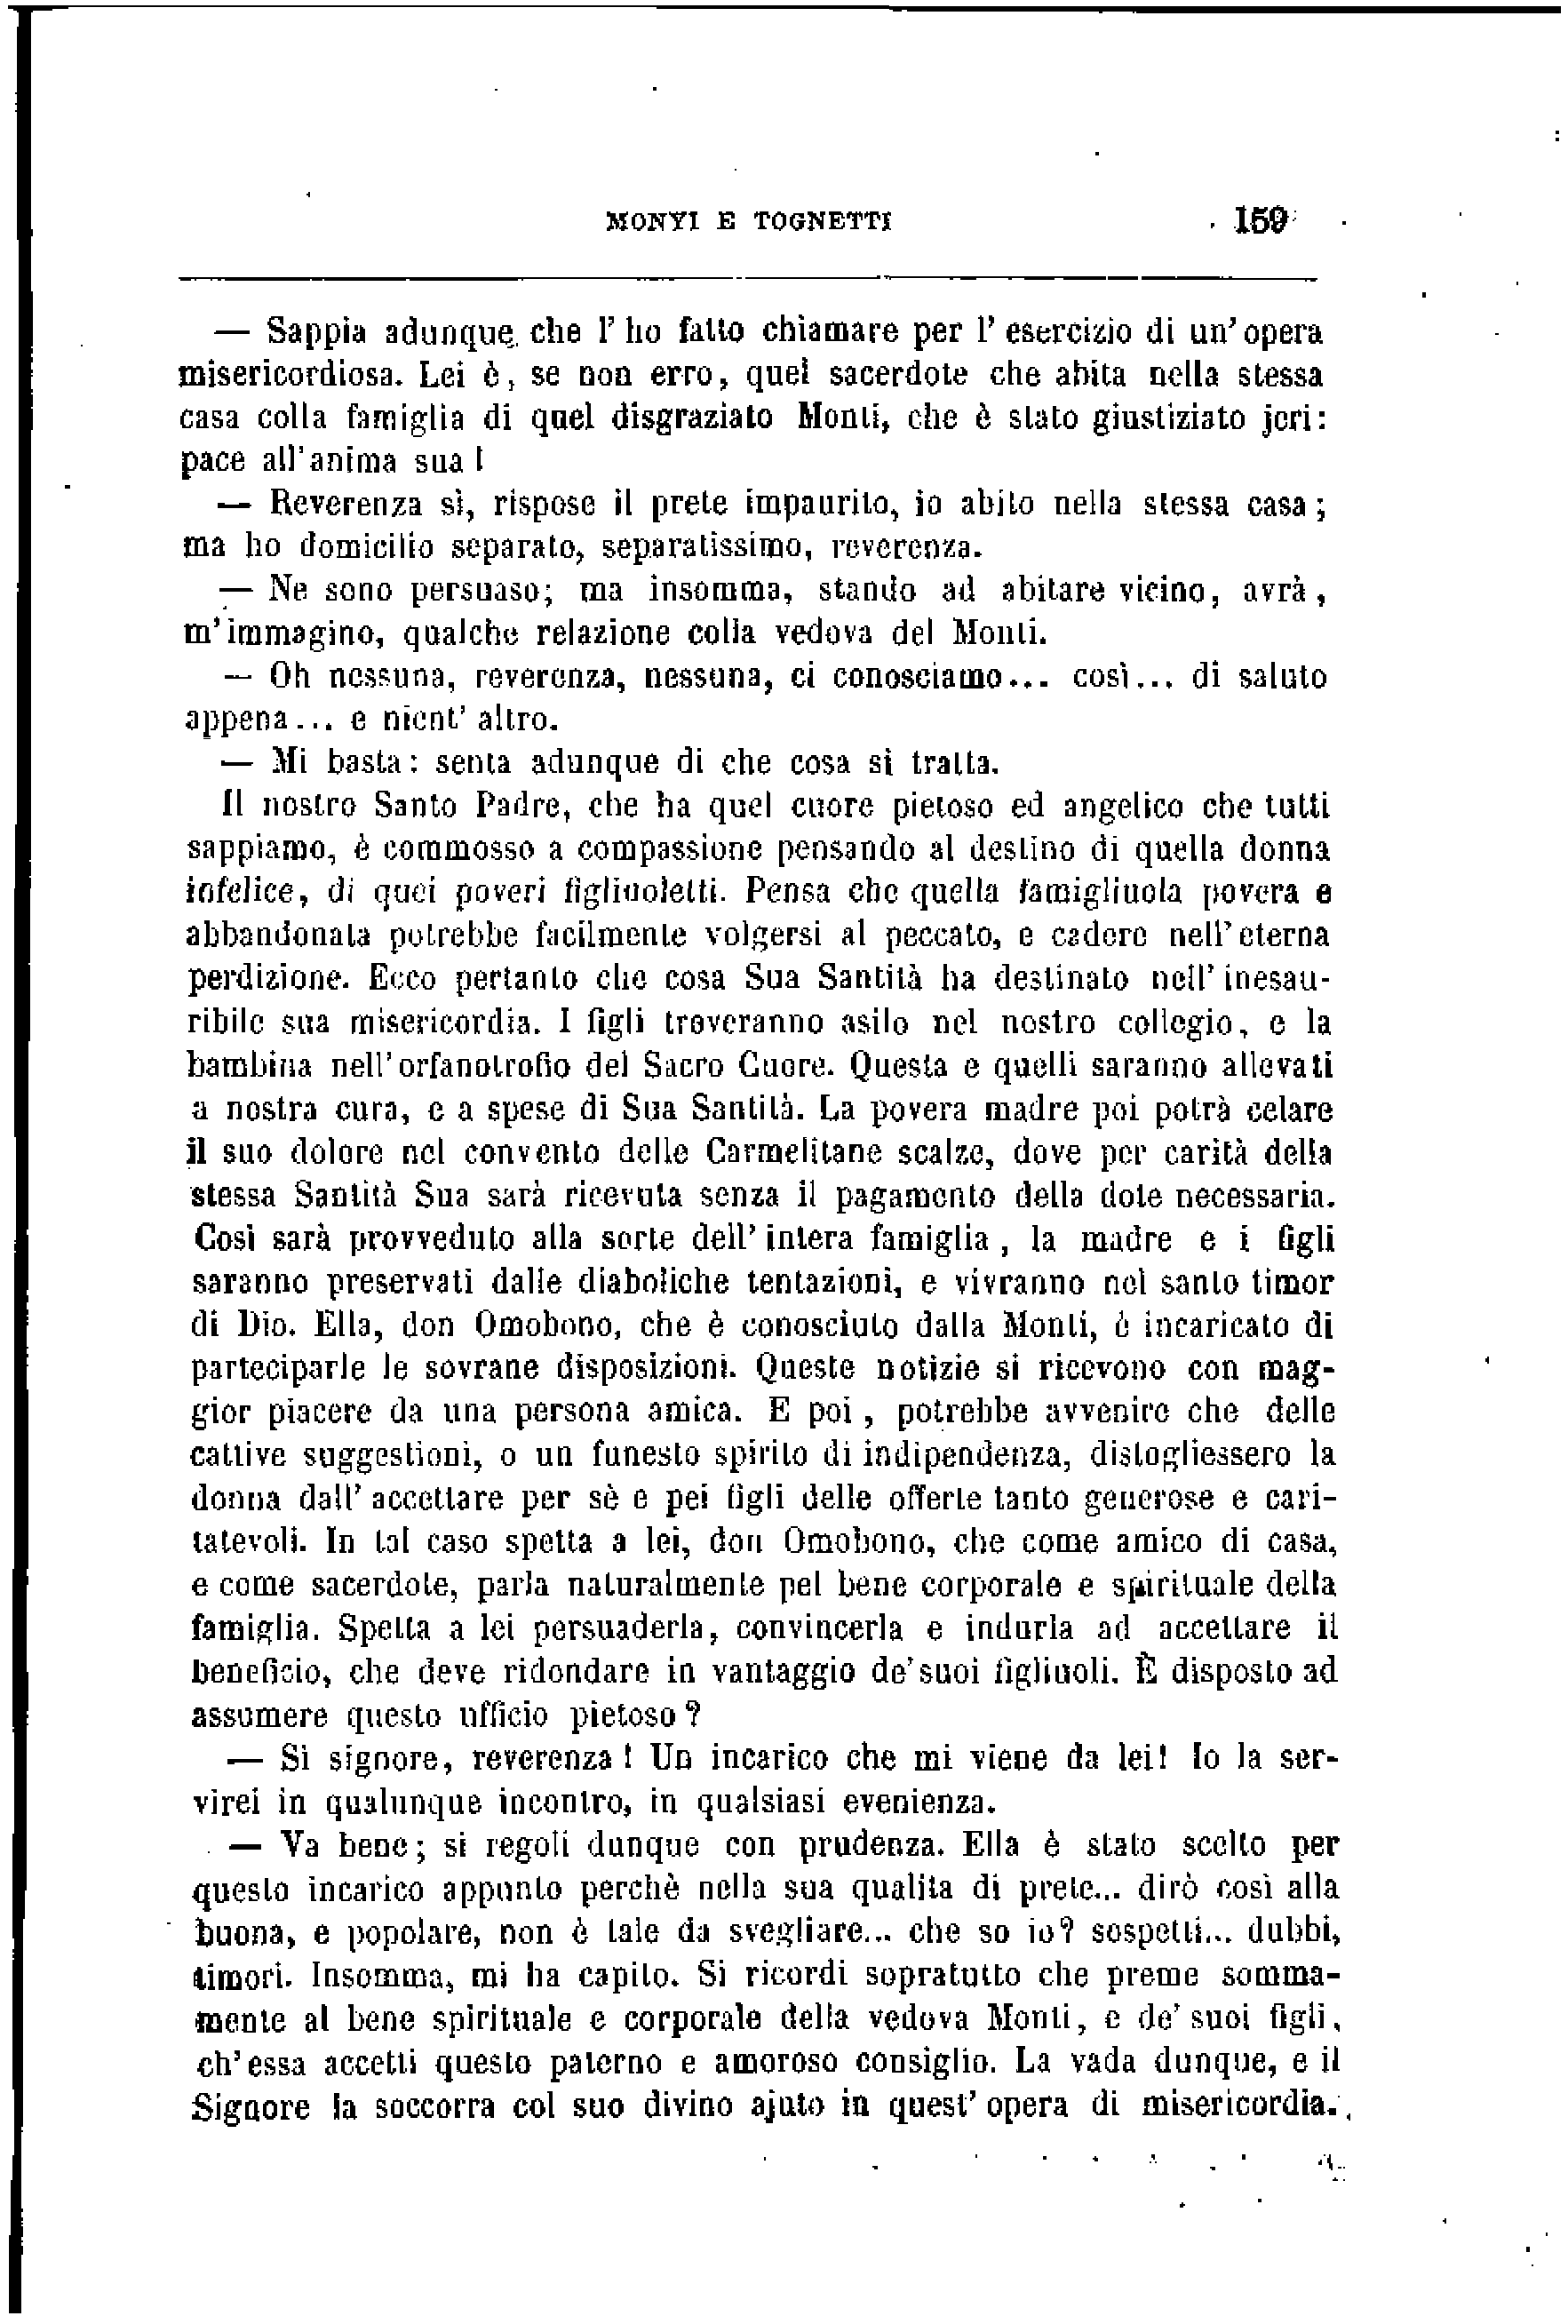 MONYI E TOGNETTI 159
— Sappia adunque che l' ho fatto chiamare per l' esercizio di un' opera
misericordiosa. Lei è, se non erro, quel sacerdote che abita nella stessa
casa colla famiglia di quel disgraziato Monti, che è stato giustiziato jeri:
pace all'anima sua!
— Reverenza sì, rispose il prete impaurito, io abito nella stessa casa;
ma ho domicilio separato, separatissimo, reverenza.
— Ne sono persuaso; ma insomma, stando ad abitare vicino, avrà,
m'immagino, qualche relazione colla vedova del Monti.
— Oh nessuna, reverenza, nessuna, ci conosciamo... così... di saluto
appena... e nient' altro.
— Mi basta: senta adunque di che cosa si tratta.
Il nostro Santo Padre, che ha quel cuore pietoso ed angelico che tutti
sappiamo, è commosso a compassione pensando al destino di quella donna
infelice, di quei poveri figliuoletti. Pensa che quella famigliuola povera e
abbandonata potrebbe facilmente volgersi al peccato, e cadere nell'eterna
perdizione. Ecco pertanto che cosa Sua Santità ha destinato nell' inesau-
ribile sua misericordia. I figli troveranno asilo nel nostro collegio, e la
bambina nell'orfanotrofio del Sacro Cuore. Questa e quelli saranno allevati
a nostra cura, e a spese di Sua Santità. La povera madre poi potrà celare
il suo dolore nel convento delle Carmelitane scalze, dove per carità della
stessa Santità Sua sarà ricevuta senza il pagamento della dote necessaria.
Così sarà provveduto alla sorte dell' intera famiglia, la madre e i figli
saranno preservati dalle diaboliche tentazioni, e vivranno nel santo timor
di Dio. Ella, don Omobono, che è conosciuto dalla Monti, è incaricato di
parteciparle le sovrane disposizioni. Queste notizie si ricevono con mag-
gior piacere da una persona amica. E poi, potrebbe avvenire che delle
cattive suggestioni, o un funesto spirito di indipendenza, distogliessero la
donna dall' accettare per sè e pei figli delle offerte tanto generose e cari-
tatevoli. In tal caso spetta a lei, don Omobono, che come amico di casa,
e come sacerdote, parla naturalmente pel bene corporale e spirituale della
famiglia. Spetta a lei persuaderla, convincerla e indurla ad accettare il
beneficio, che deve ridondare in vantaggio de' suoi figliuoli. È disposto ad
assumere questo ufficio pietoso?
— Sì signore, reverenza! Un incarico che mi viene da lei! Io la ser-
virei in qualunque incontro, in qualsiasi evenienza.
— Va bene; si regoli dunque con prudenza. Ella è stato scelto per
questo incarico appunto perchè nella sua qualita di prete... dirò così alla
buona, e popolare, non è tale da svegliare... che so io? sospetti... dubbi,
timori. Insomma, mi ha capito. Si ricordi sopratutto che preme somma-
mente al bene spirituale e corporale della vedova Monti, e de' suoi figli,
ch' essa accetti questo paterno e amoroso consiglio. La vada dunque, e il
Signore la soccorra col suo divino ajuto in quest' opera di misericordia.